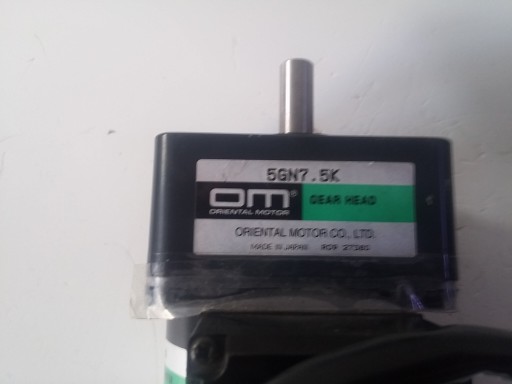 5GN7.5K
OM®
ORIENTAL MOTOR
GEAR HEAD
ORIENTAL MOTOR CO., LTD.
MADE IN JAPAN